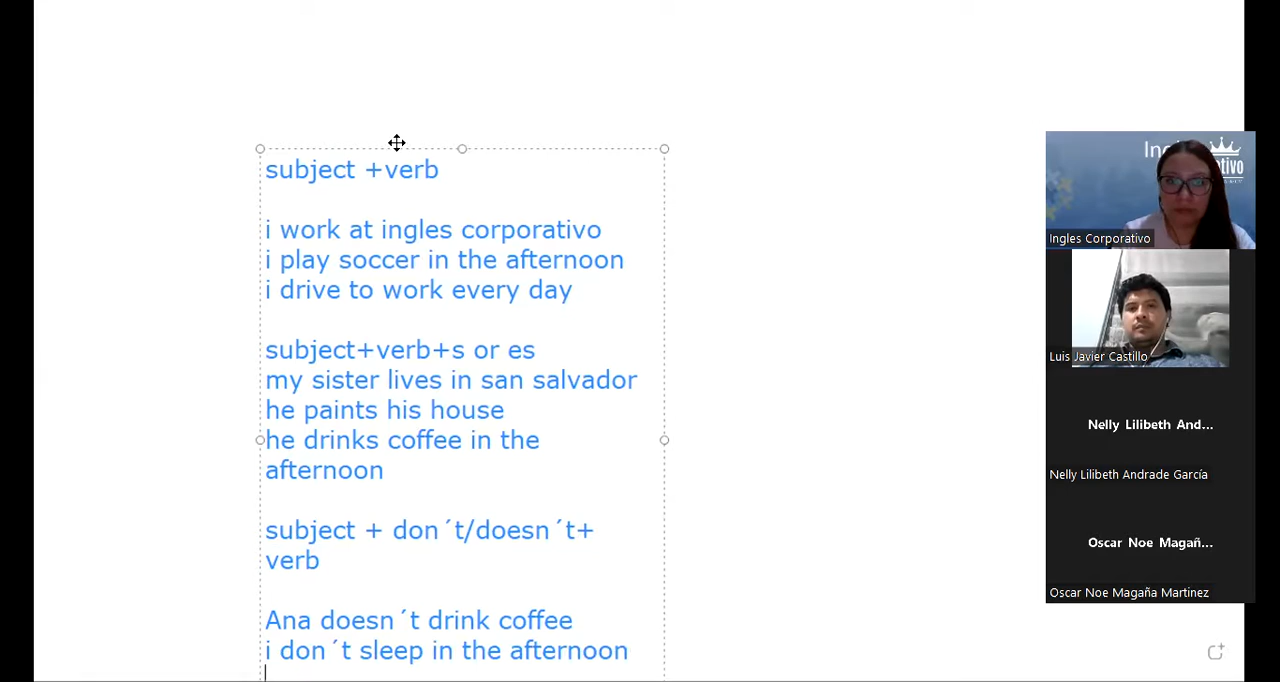 subject +verb
i work at ingles corporativo
i play soccer in the afternoon
i drive to work every day
subject+verb+s or es
my sister lives in san salvador
he paints his house
he drinks coffee in the
afternoon
subject + don´t/doesn´t+
verb
Ana doesn´t drink coffee
i don´t sleep in the afternoon
Ingles Corporativo
Luis Javier Castillo
Nelly Lilibeth And...
Nelly Lilibeth Andrade García
Oscar Noe Magañ...
Oscar Noe Magaña Martinez